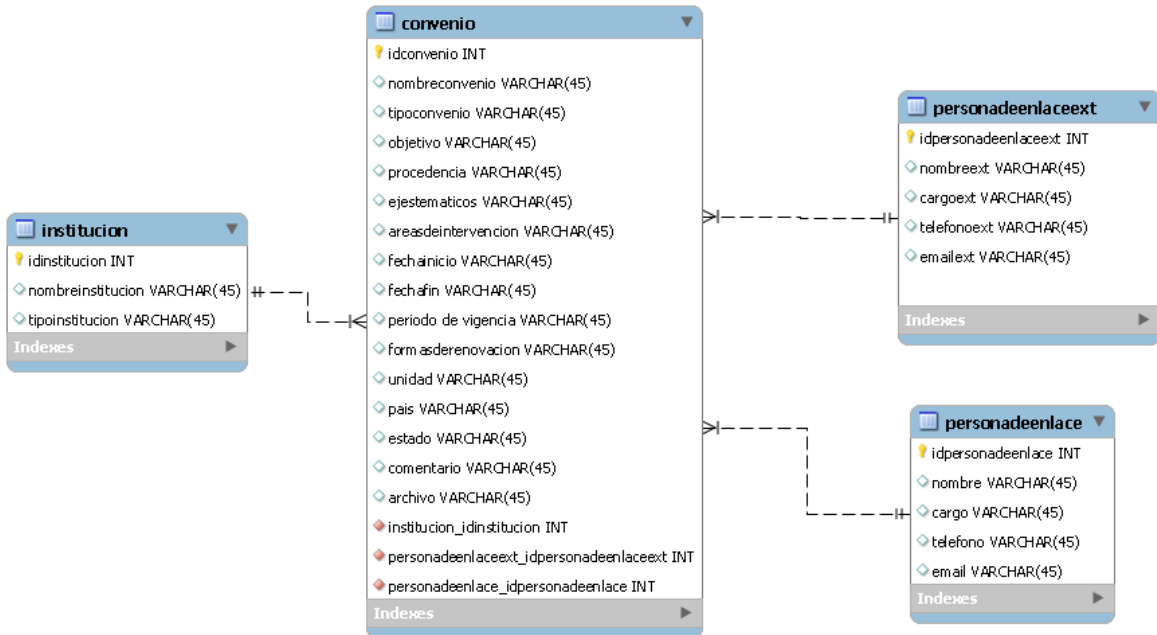 convenio
idconvenio INT
nombreconvenio VARCHAR(45)
tipoconvenio VARCHAR(45)
objetivo VARCHAR(45)
procedencia VARCHAR(45)
ejestematicos VARCHAR(45)
areasdeintervencion VARCHAR(45)
fechainicio VARCHAR(45)
fechafin VARCHAR(45)
periodo de vigencia VARCHAR(45)
formasderenovacion VARCHAR(45)
unidad VARCHAR(45)
pais VARCHAR(45)
estado VARCHAR(45)
comentario VARCHAR(45)
archivo VARCHAR(45)
institucion_idinstitucion INT
personadeenlaceext_idpersonadeenlaceext INT
personadeenlace_idpersonadeenlace INT
Indexes
institucion
idinstitucion INT
nombreinstitucion VARCHAR(45)
tipoinstitucion VARCHAR(45)
Indexes
personadeenlaceext
idpersonadeenlaceext INT
nombreext VARCHAR(45)
cargoext VARCHAR(45)
telefonoext VARCHAR(45)
emailext VARCHAR(45)
Indexes
personadeenlace
idpersonadeenlace INT
nombre VARCHAR(45)
cargo VARCHAR(45)
telefono VARCHAR(45)
email VARCHAR(45)
Indexes